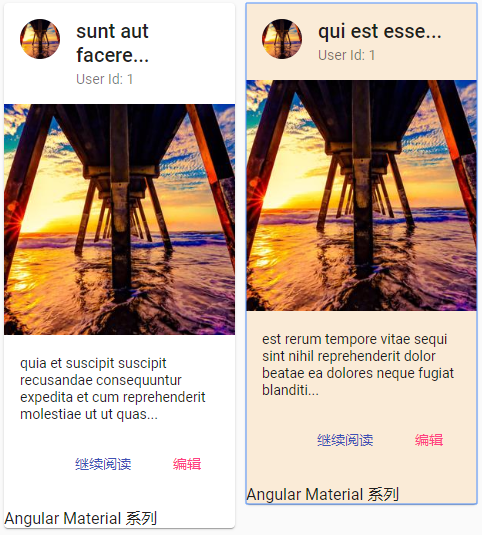 sunt aut
facere...
User Id: 1
quia et suscipit suscipit
recusandae consequuntur
expedita et cum reprehenderit
molestiae ut ut quas...
继续阅读
编辑
Angular Material 系列
qui est esse...
User Id: 1
est rerum tempore vitae sequi
sint nihil reprehenderit dolor
beatae ea dolores neque fugiat
blanditi...
继续阅读
编辑
Angular Material 系列